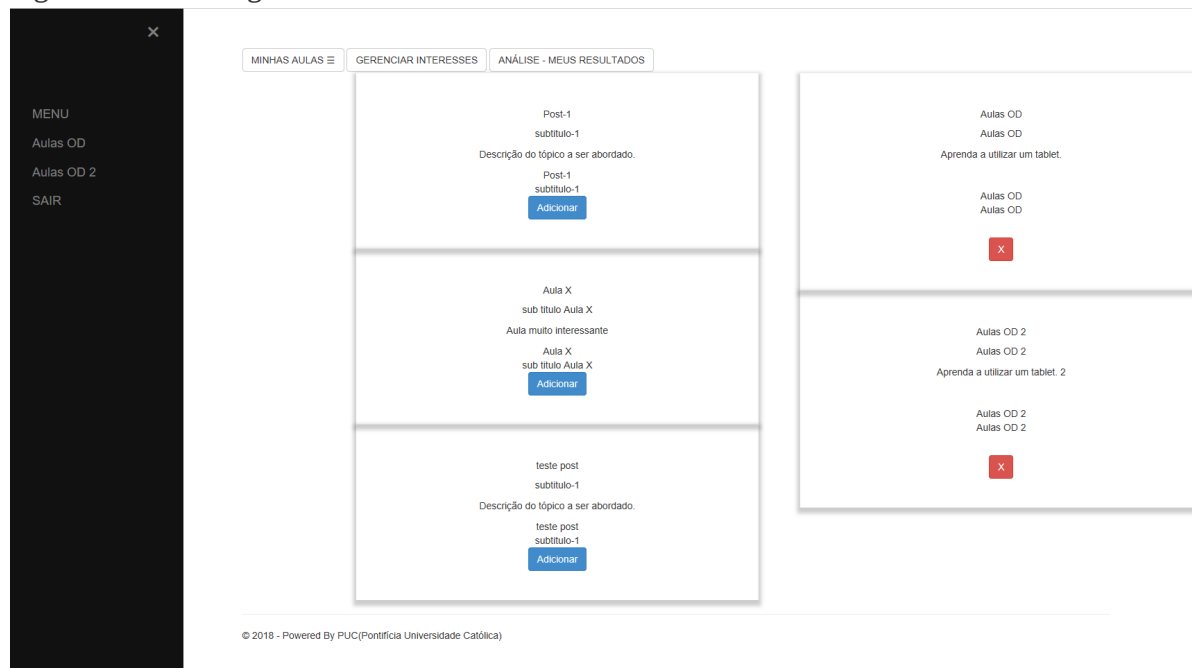 ×
MENU
Aulas OD
Aulas OD 2
SAIR
MINHAS AULAS ☰ GERENCIAR INTERESSES ANÁLISE - MEUS RESULTADOS
Post-1
subtitulo-1
Descrição do tópico a ser abordado.
Post-1
subtitulo-1
Adicionar
Aula X
sub titulo Aula X
Aula muito interessante
Aula X
sub titulo Aula X
Adicionar
teste post
subtitulo-1
Descrição do tópico a ser abordado.
teste post
subtitulo-1
Adicionar
Aulas OD
Aulas OD
Aprenda a utilizar um tablet.
Aulas OD
Aulas OD
X
Aulas OD 2
Aulas OD 2
Aprenda a utilizar um tablet. 2
Aulas OD 2
Aulas OD 2
X
© 2018 - Powered By PUC(Pontifícia Universidade Católica)